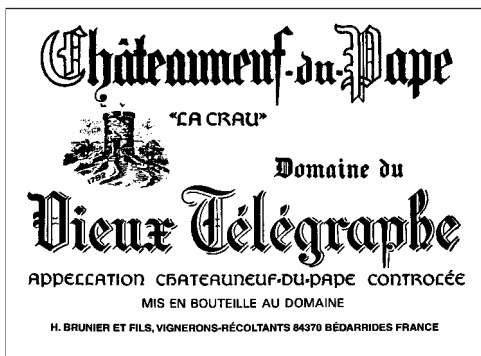 Châteauneuf-du-Pape
"LA CRAU"
1792
Domaine du
Vieux Télégraphe
APPELLATION CHATEAUNEUF-DU-PAPE CONTROLÉE
MIS EN BOUTEILLE AU DOMAINE
H. BRUNIER ET FILS, VIGNERONS-RÉCOLTANTS 84370 BÉDARRIDES FRANCE